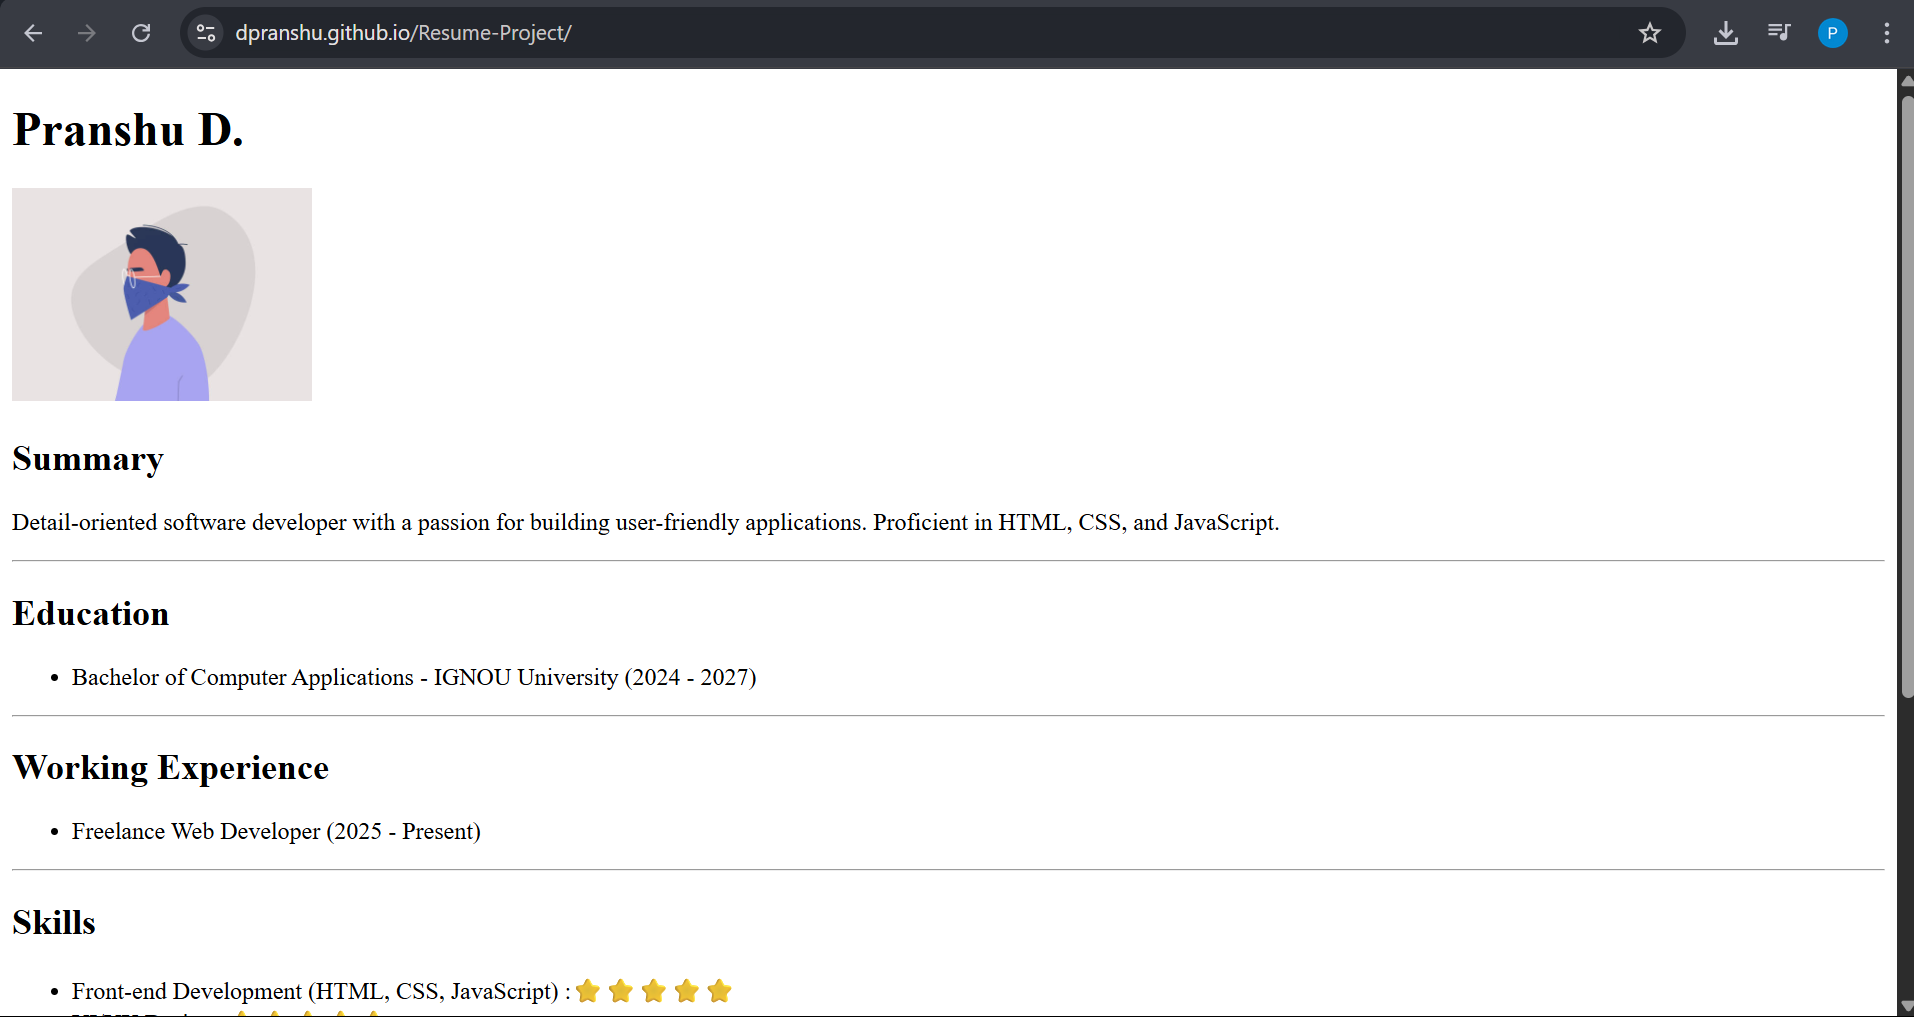 dpranshu.github.io/Resume-Project/
P
Pranshu D.
Summary
Detail-oriented software developer with a passion for building user-friendly applications. Proficient in HTML, CSS, and JavaScript.
Education
• Bachelor of Computer Applications - IGNOU University (2024 - 2027)
Working Experience
• Freelance Web Developer (2025 - Present)
Skills
• Front-end Development (HTML, CSS, JavaScript) : ⭐ ⭐ ⭐ ⭐ ⭐